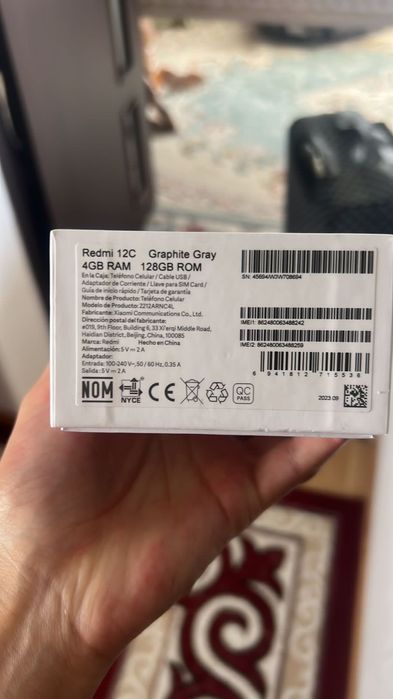 Redmi 12C Graphite Gray
4GB RAM 128GB ROM
En la Caja: Teléfono Celular / Cable USB /
Adaptador de Corriente / Llave para SIM Card /
Guía de inicio rápido / Tarjeta de garantía
Nombre de Producto: Teléfono Celular
Modelo de Producto: 2212ARNC4L
Fabricante: Xiaomi Communications Co., Ltd.
Dirección postal del fabricante:
#019, 9th Floor, Building 6, 33 Xi'erqi Middle Road,
Haidian District, Beijing, China, 100085
Marca: Redmi Hecho en China
Alimentación: 5 V⎓2 A
Adaptador:
Entrada: 100-240 V~, 50 / 60 Hz, 0.35 A
Salida: 5 V⎓2 A
NOM NYCE CE QC PASS
SN: 45694/W3W708694
IMEI1: 862480063488242
IMEI2: 862480063488259
6 941812 715536
2023.09